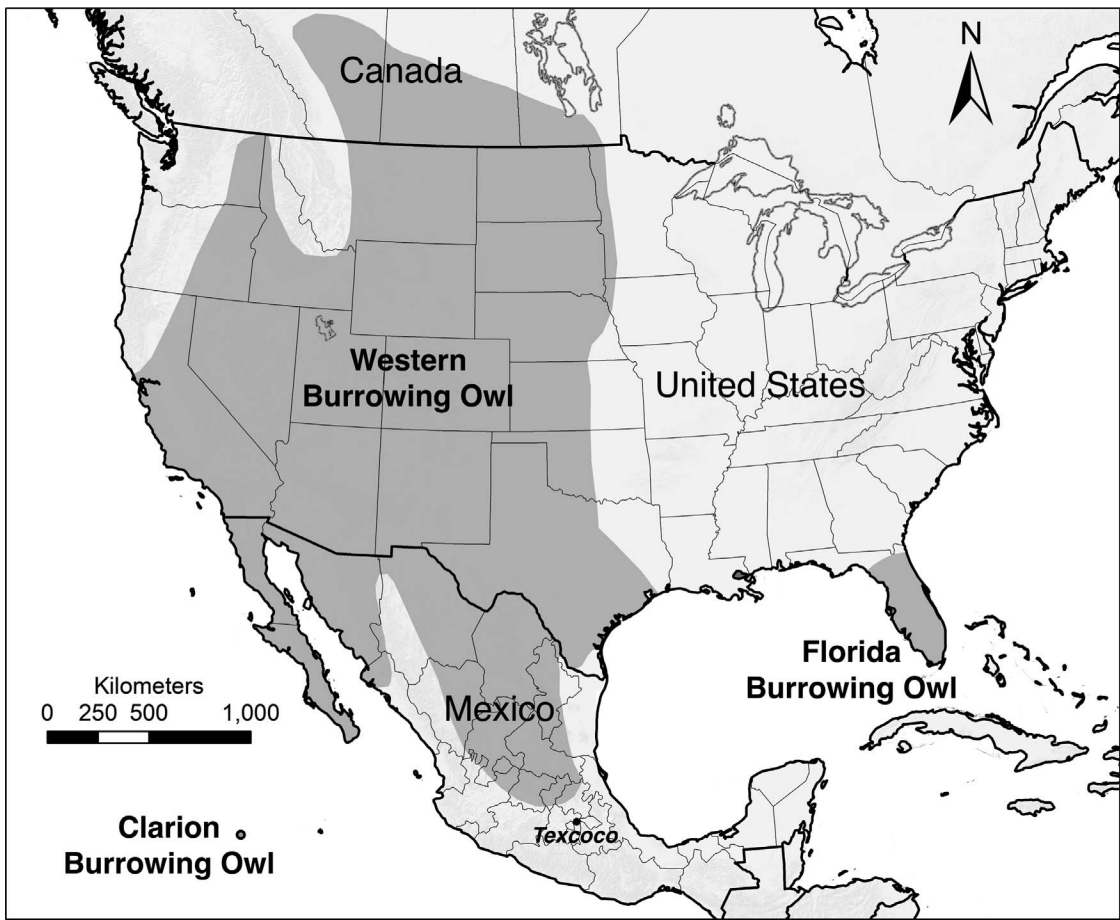 N
Canada
Western
Burrowing Owl
United States
Florida
Burrowing Owl
Kilometers
0 250 500 1,000
Mexico
Clarion
Burrowing Owl
Texcoco